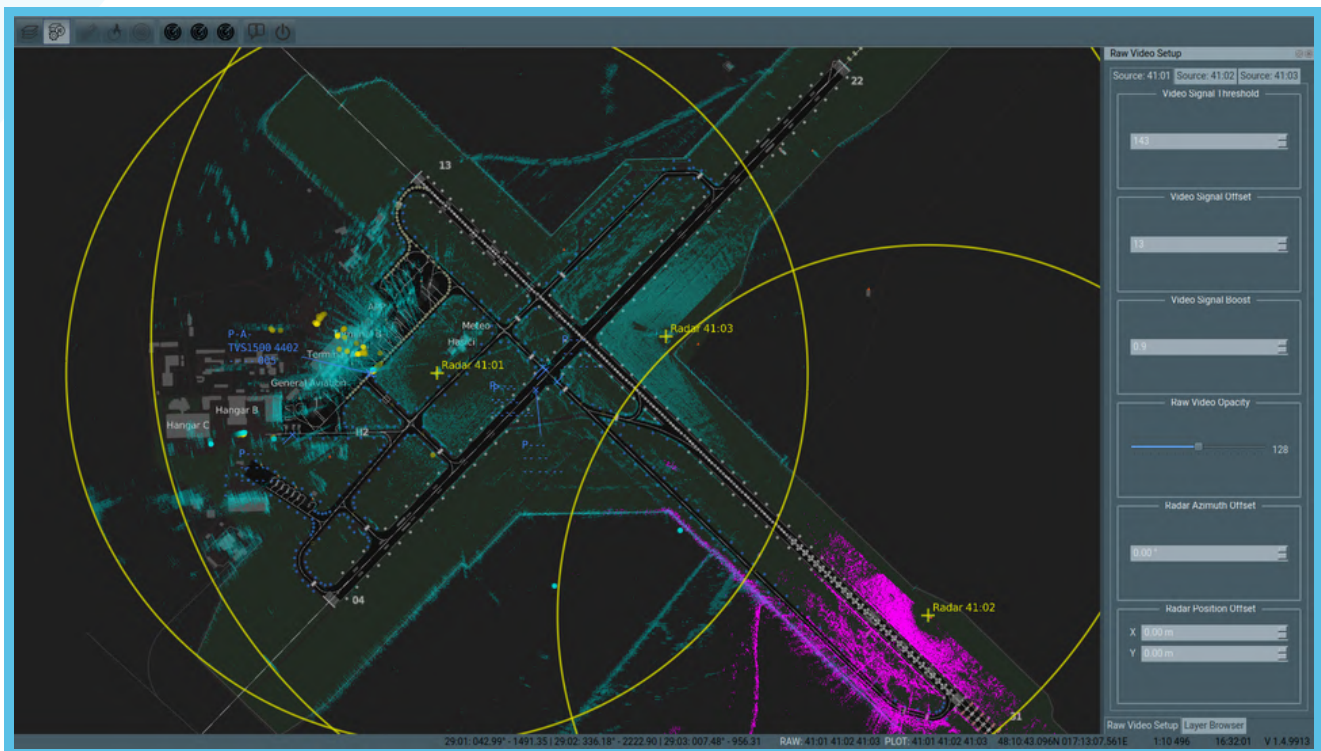 Raw Video Setup
Source: 41:01 Source: 41:02 Source: 41:03
Video Signal Threshold
143
Video Signal Offset
13
Video Signal Boost
0.9
Raw Video Opacity
128
Radar Azimuth Offset
0.00 °
Radar Position Offset
X 0.00 m
Y 0.00 m
Raw Video Setup Layer Browser
22
13
Meteo
P-A-
TVS1500 4402
Radar 41:03
Radar 41:01
General Aviation
Hangar B
Hangar C
P
P
P
P
04
Radar 41:02
31
29:01: 042.99° - 1491.35 | 29:02: 336.18° - 2222.90 | 29:03: 007.48° - 956.31 RAW: 41:01 41:02 41:03 PLOT: 41:01 41:02 41:03 48:10:43.096N 017:13:07.561E 1:10 496 16:32:01 V 1.4.9913